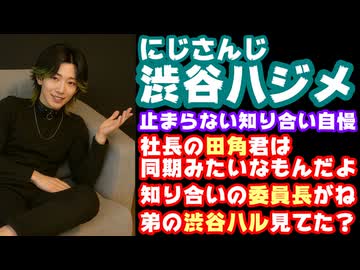 にじさんじ
渋谷ハジメ
止まらない知り合い自慢
社長の田角君は
同期みたいなもんだよ
知り合いの委員長がね
弟の渋谷ハル見てた？